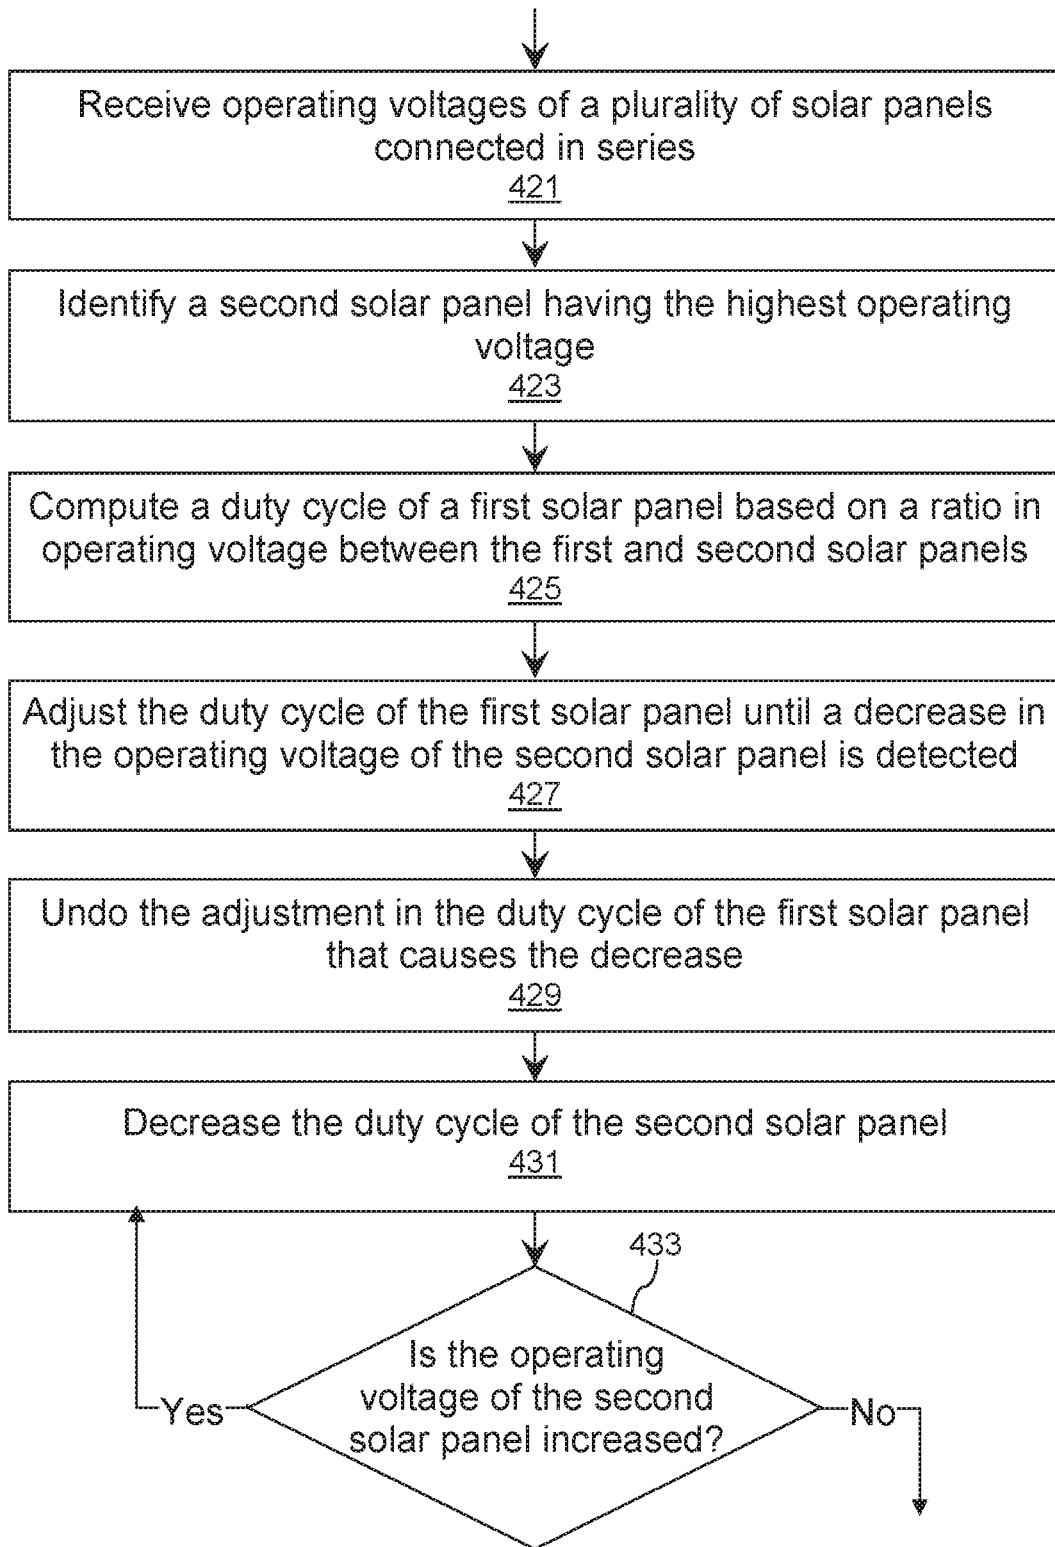 Receive operating voltages of a plurality of solar panels
connected in series
421
Identify a second solar panel having the highest operating
voltage
423
Compute a duty cycle of a first solar panel based on a ratio in
operating voltage between the first and second solar panels
425
Adjust the duty cycle of the first solar panel until a decrease in
the operating voltage of the second solar panel is detected
427
Undo the adjustment in the duty cycle of the first solar panel
that causes the decrease
429
Decrease the duty cycle of the second solar panel
431
433
Is the operating
voltage of the second
solar panel increased?
Yes
No